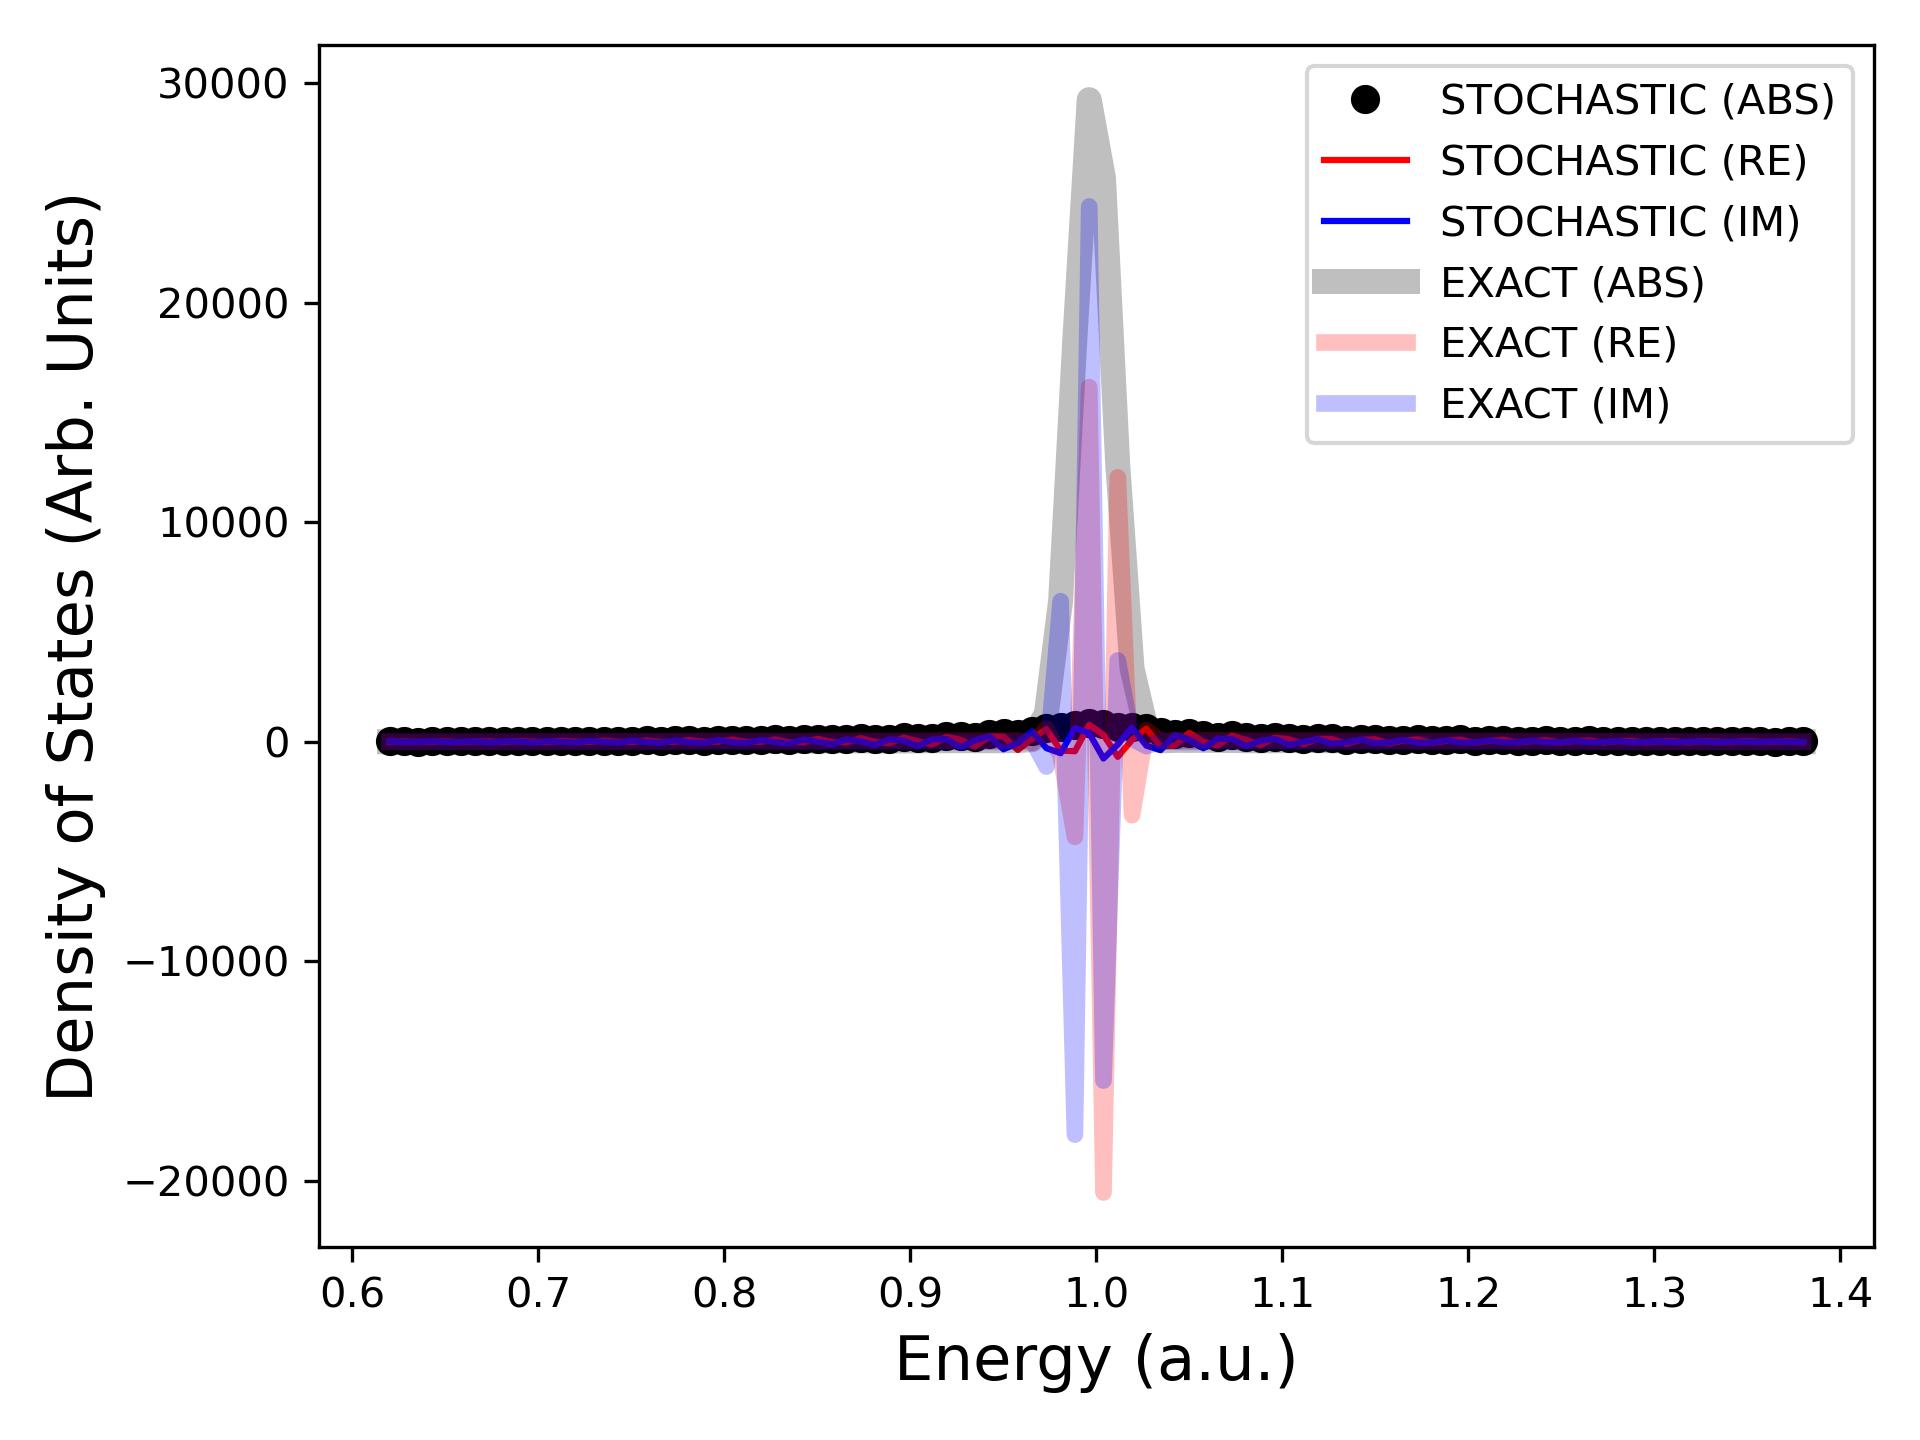 Density of States (Arb. Units)
30000
20000
10000
0
−10000
−20000
STOCHASTIC (ABS)
STOCHASTIC (RE)
STOCHASTIC (IM)
EXACT (ABS)
EXACT (RE)
EXACT (IM)
0.6 0.7 0.8 0.9 1.0 1.1 1.2 1.3 1.4
Energy (a.u.)